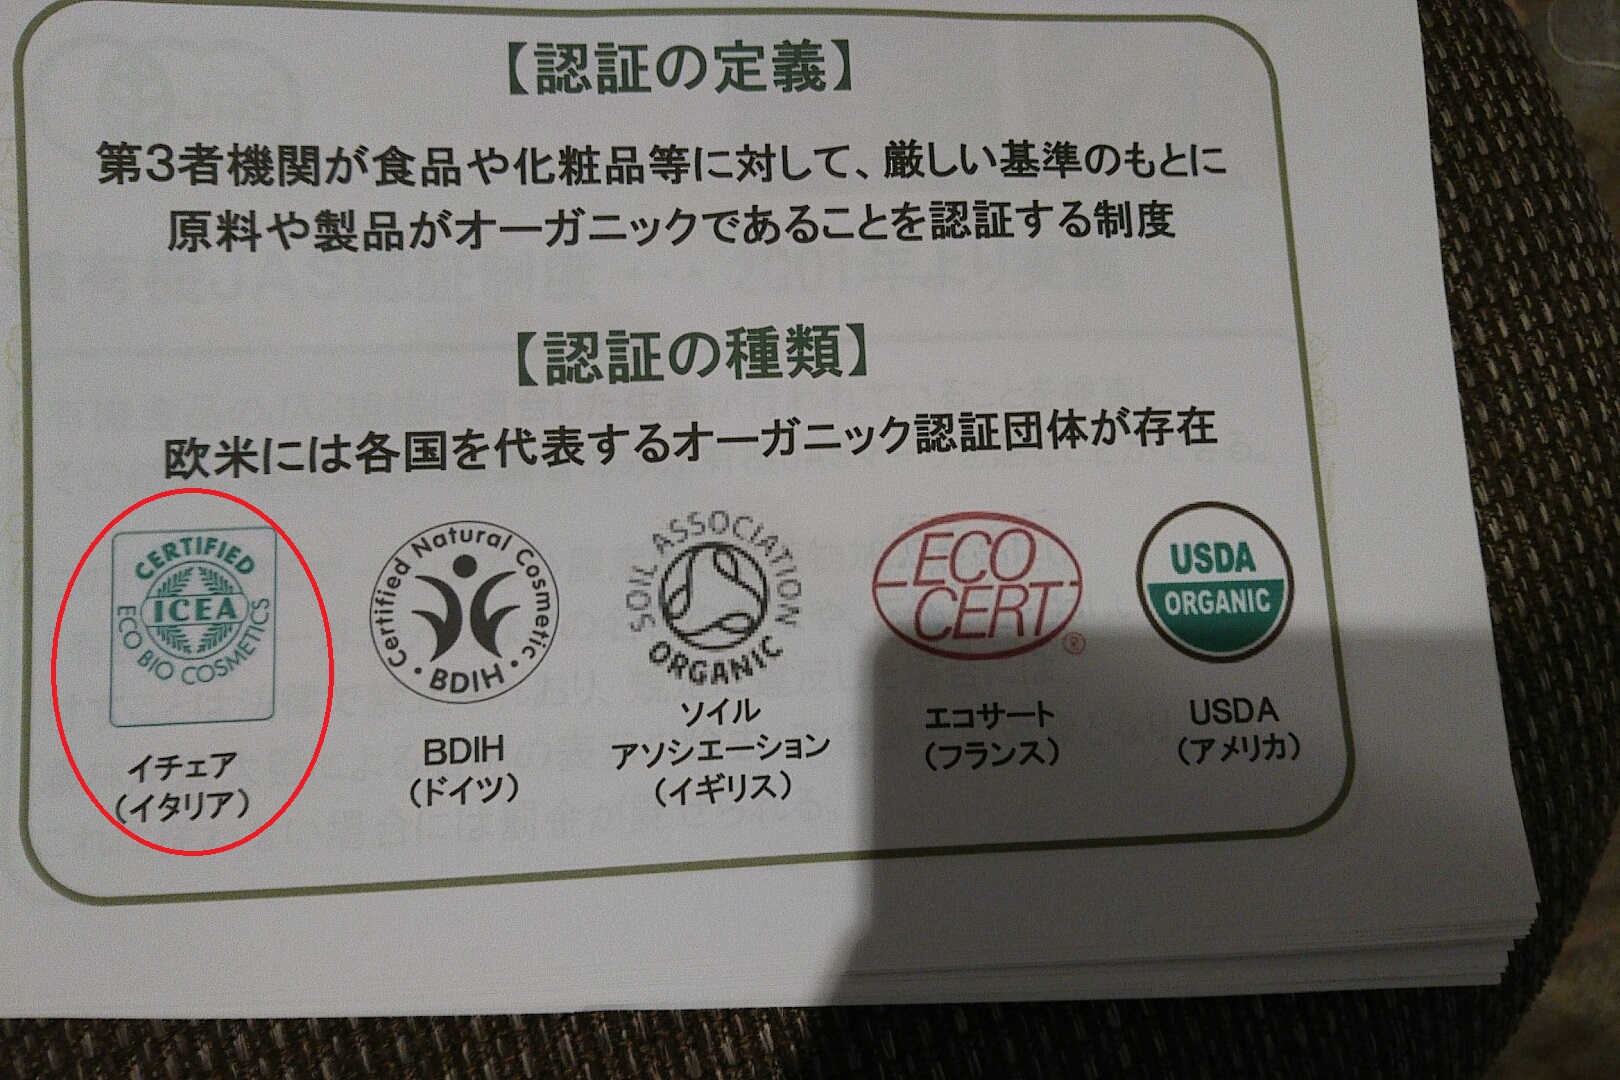 【認証の定義】
第3者機関が食品や化粧品等に対して、厳しい基準のもとに
原料や製品がオーガニックであることを認証する制度
【認証の種類】
欧米には各国を代表するオーガニック認証団体が存在
CERTIFIED
ICEA
ECO BIO COSMETICS
イチェア
（イタリア）
Certified Natural Cosmetic
BDIH
BDIH
（ドイツ）
SOIL ASSOCIATION
ORGANIC
ソイル
アソシエーション
（イギリス）
ECO
CERT
®
エコサート
（フランス）
USDA
ORGANIC
USDA
（アメリカ）